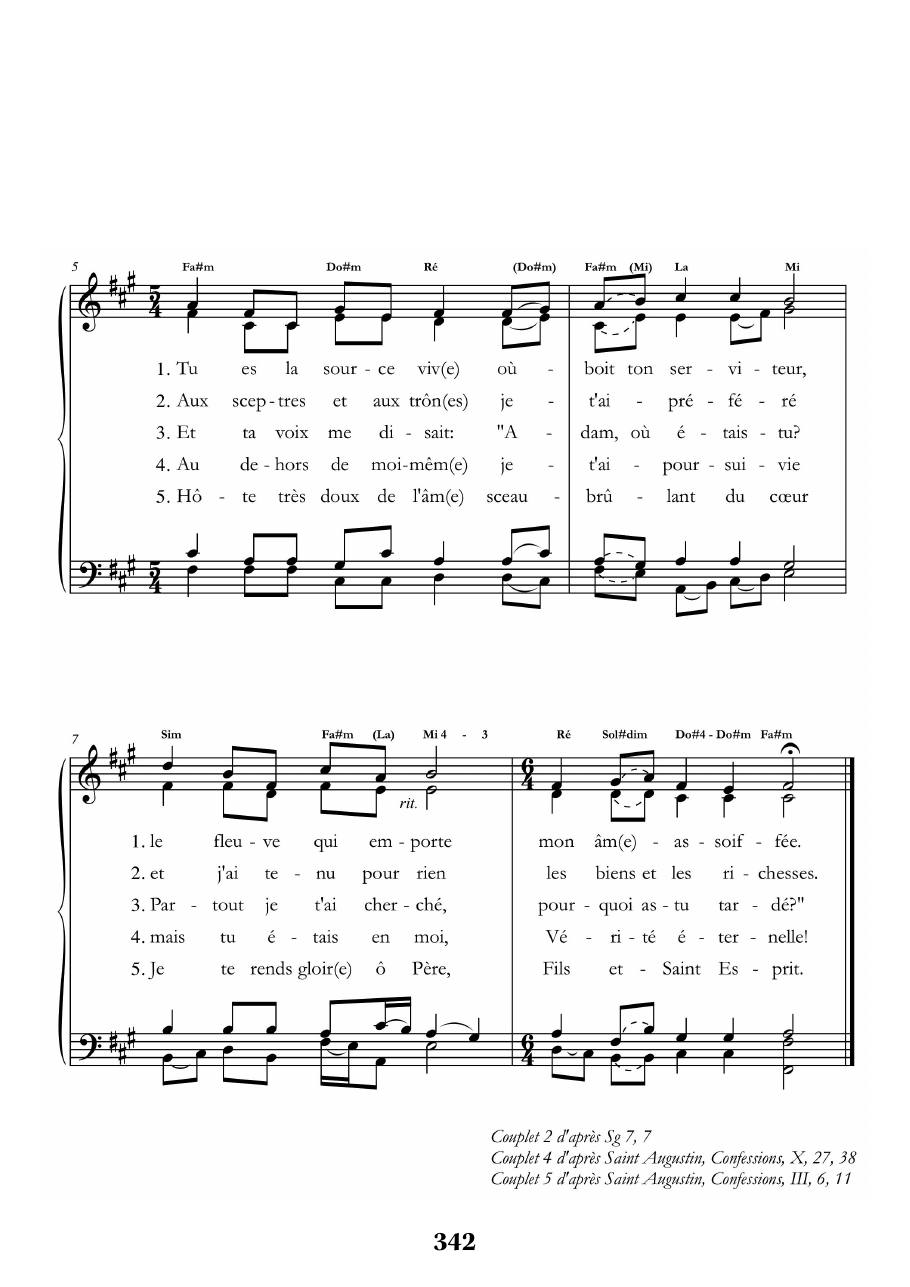 5
Fa#m Do#m Ré (Do#m) Fa#m (Mi) La Mi
5 4
1. Tu es la sour - ce viv(e) où - boit ton ser - vi - teur,
2. Aux scep - tres et aux trôn(es) je - t'ai - pré - fé - ré
3. Et ta voix me di - sait: "A - dam, où é - tais - tu?
4. Au de - hors de moi-mêm(e) je - t'ai - pour - sui - vie
5. Hô - te très doux de l'âm(e) sceau - brû - lant du cœur
5 4
7
Sim Fa#m (La) Mi 4 - 3 Ré Sol#dim Do#4 - Do#m Fa#m
6 4
rit.
1. le fleu - ve qui em - porte mon âm(e) - as - soif - fée.
2. et j'ai te - nu pour rien les biens et les ri - chesses.
3. Par - tout je t'ai cher - ché, pour - quoi as - tu tar - dé?"
4. mais tu é - tais en moi, Vé - ri - té é - ter - nelle!
5. Je te rends gloir(e) ô Père, Fils et - Saint Es - prit.
6 4
Couplet 2 d'après Sg 7, 7
Couplet 4 d'après Saint Augustin, Confessions, X, 27, 38
Couplet 5 d'après Saint Augustin, Confessions, III, 6, 11
342